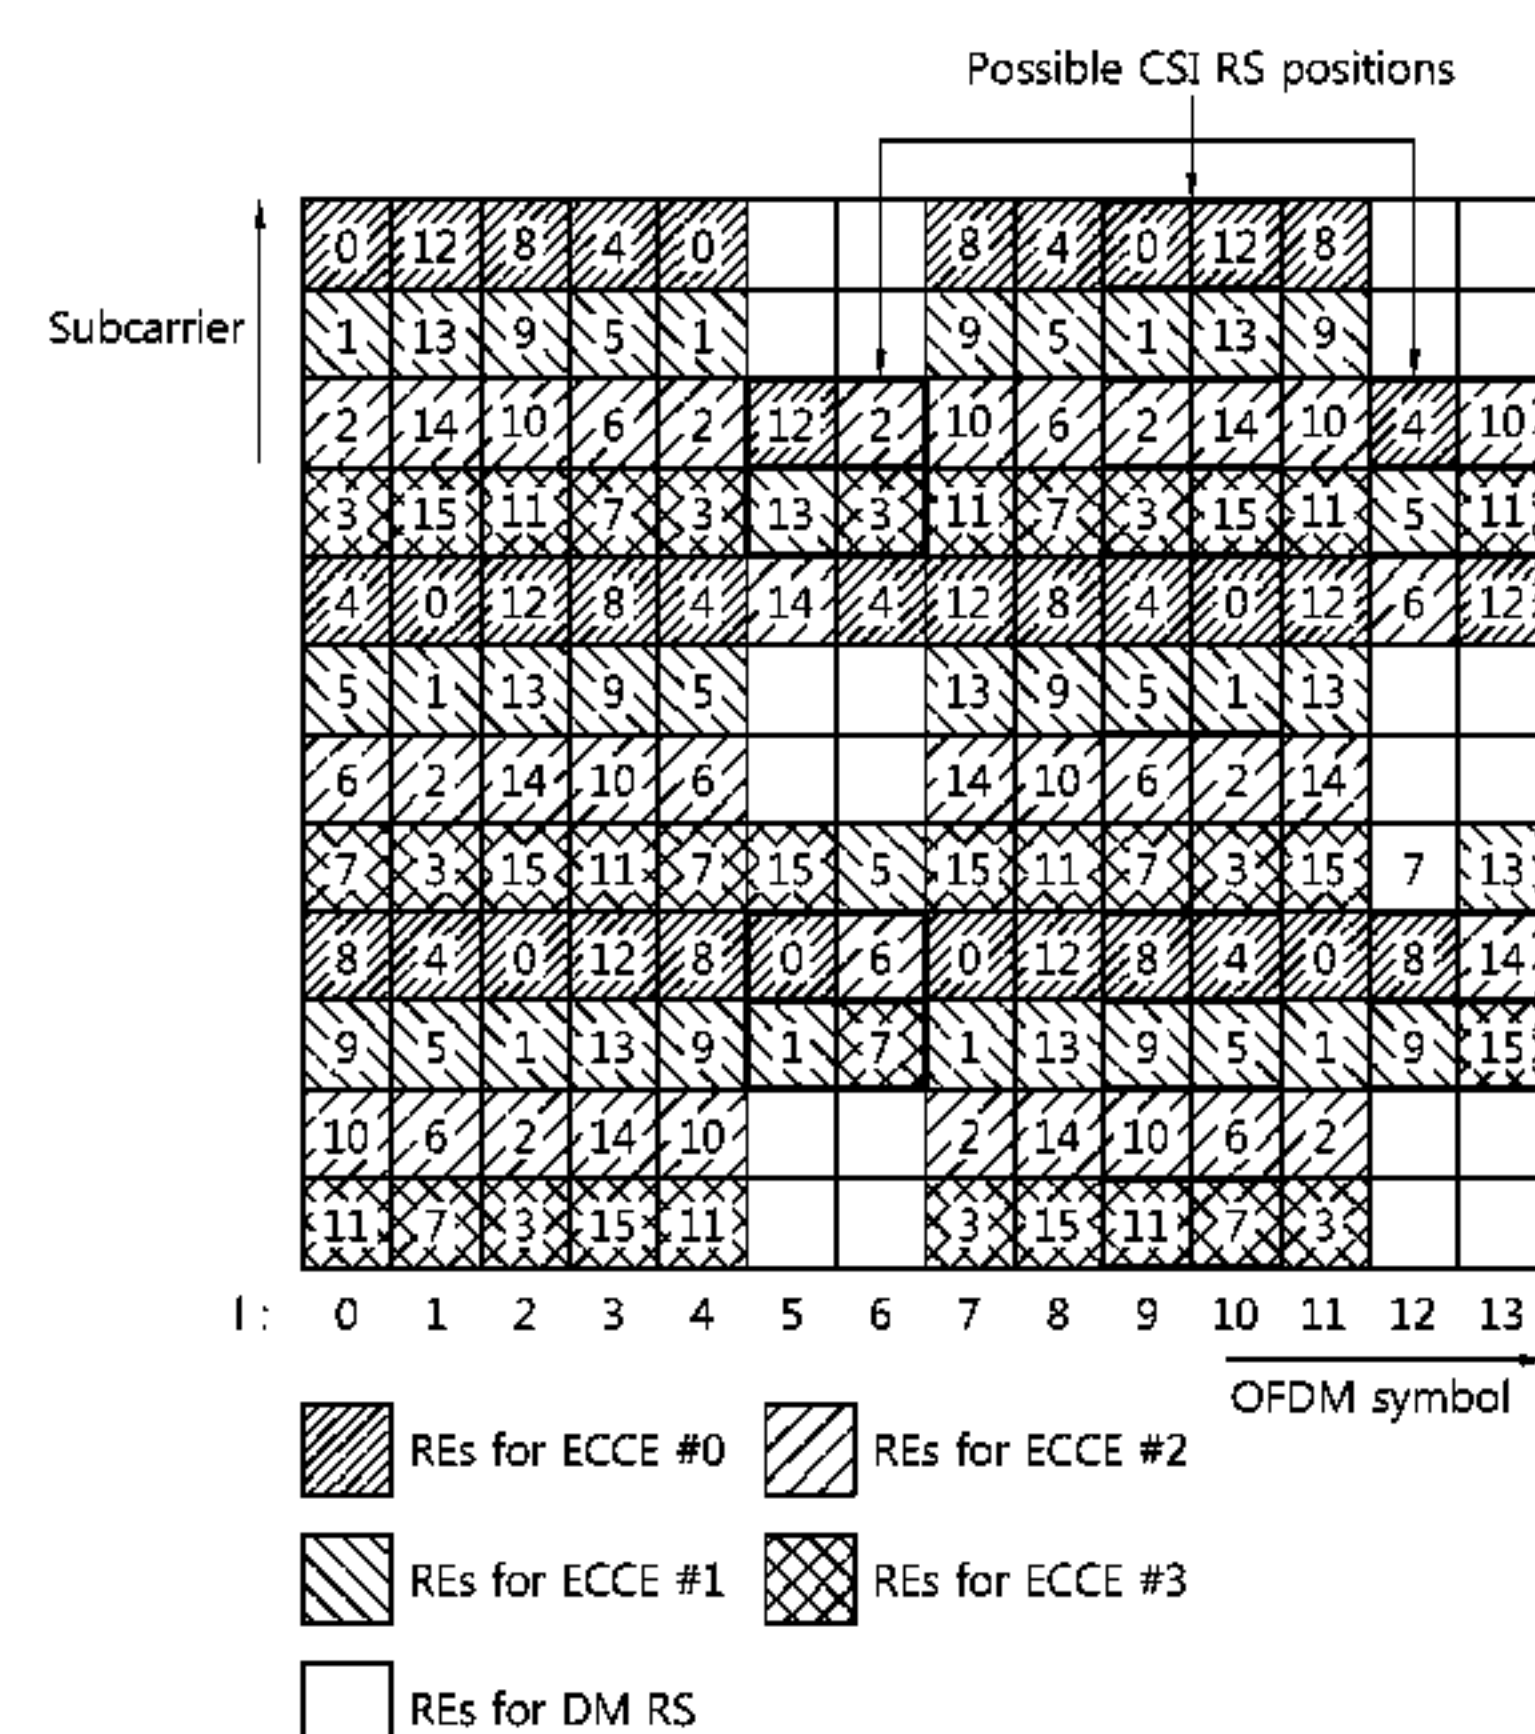 Possible CSI RS positions
0 12 8 4 0 8 4 0 12 8
Subcarrier
1 13 9 5 1 9 5 1 13 9
2 14 10 6 2 12 2 10 6 2 14 10 4 10
3 15 11 7 3 13 3 11 7 3 15 11 5 11
4 0 12 8 4 14 4 12 8 4 0 12 6 12
5 1 13 9 5 13 9 5 1 13
6 2 14 10 6 14 10 6 2 14
7 3 15 11 7 15 5 15 11 7 3 15 7 13
8 4 0 12 8 0 6 0 12 8 4 0 8 14
9 5 1 13 9 1 7 1 13 9 5 1 9 15
10 6 2 14 10 2 14 10 6 2
11 7 3 15 11 3 15 11 7 3
l : 0 1 2 3 4 5 6 7 8 9 10 11 12 13
OFDM symbol
REs for ECCE #0 REs for ECCE #2
REs for ECCE #1 REs for ECCE #3
REs for DM RS